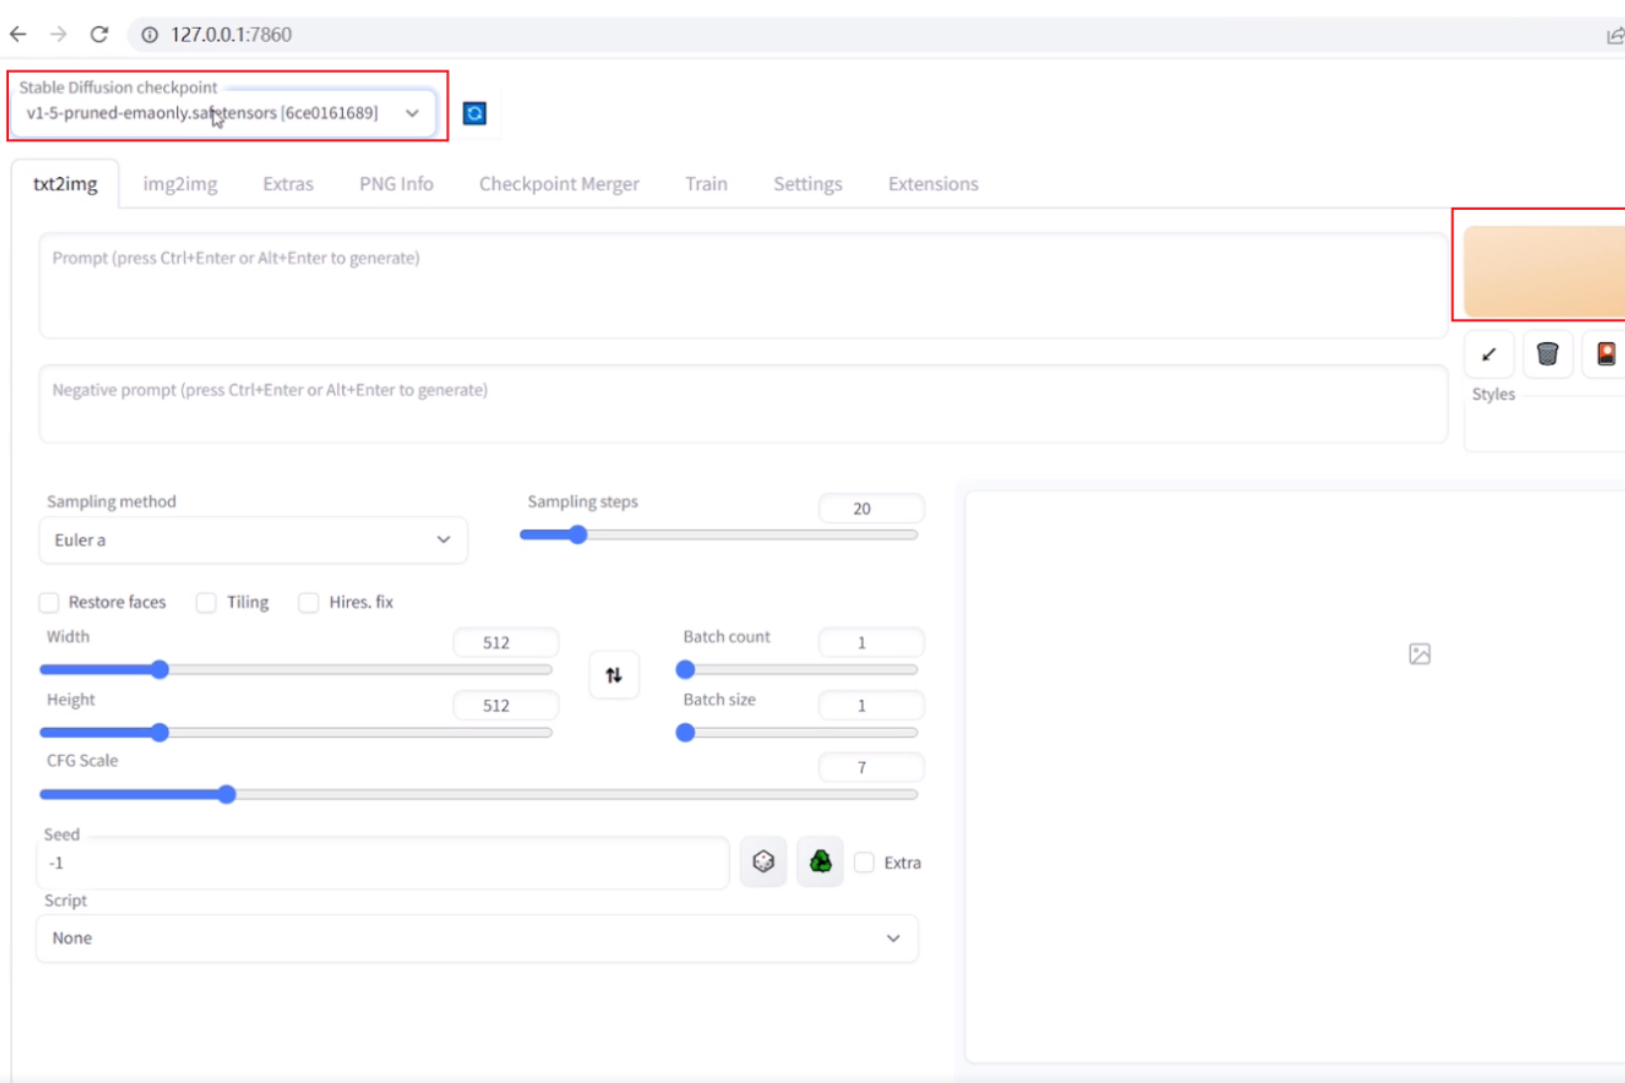 127.0.0.1:7860
Stable Diffusion checkpoint
v1-5-pruned-emaonly.safetensors [6ce0161689]
txt2img img2img Extras PNG Info Checkpoint Merger Train Settings Extensions
Prompt (press Ctrl+Enter or Alt+Enter to generate)
Negative prompt (press Ctrl+Enter or Alt+Enter to generate)
Styles
Sampling method
Euler a
Sampling steps 20
Restore faces Tiling Hires. fix
Width 512
Batch count 1
Height 512
Batch size 1
CFG Scale 7
Seed
-1
Extra
Script
None